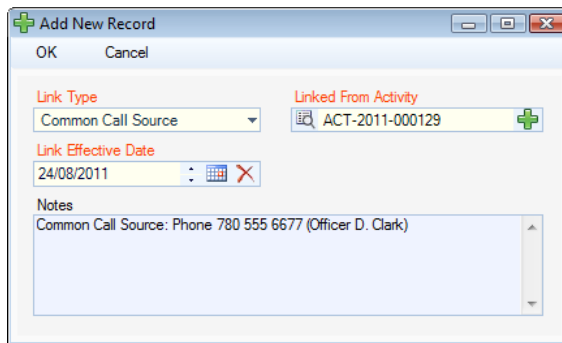 Add New Record
OK Cancel
Link Type Linked From Activity
Common Call Source ACT-2011-000129
Link Effective Date
24/08/2011
Notes
Common Call Source: Phone 780 555 6677 (Officer D. Clark)